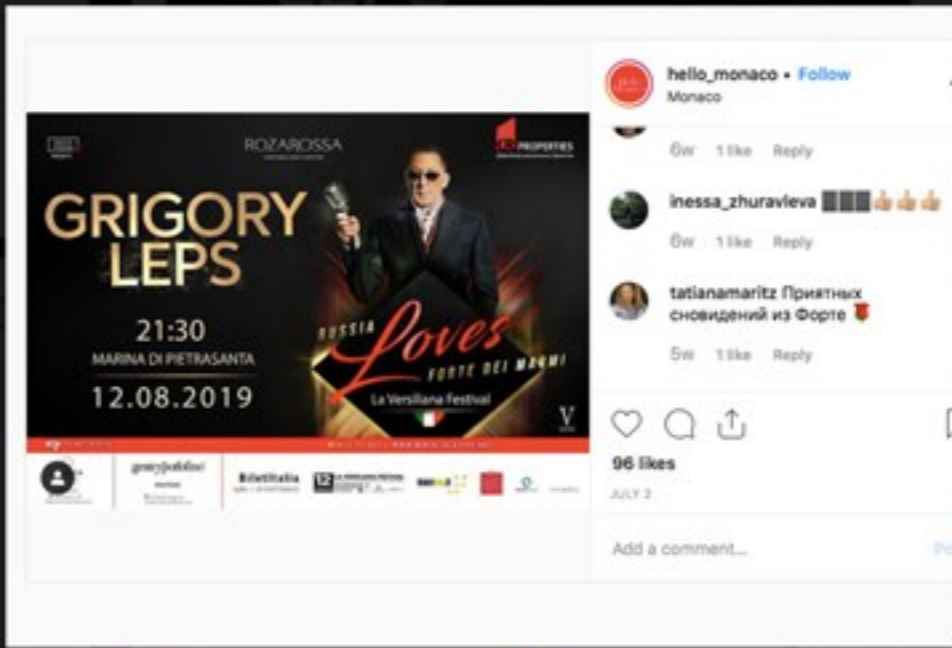 hello_monaco • Follow
Monaco
6w 1 like Reply
inessa_zhuravleva
6w 1 like Reply
tatianamaritz Приятных
сновидений из Форте
5w 1 like Reply
96 likes
JULY 2
Add a comment...
ROZAROSSA
PROPERTIES
GRIGORY
LEPS
21:30
MARINA DI PIETRASANTA
12.08.2019
RUSSIA
Loves
FORTE DEI MARMI
La Versiliana Festival
V
BiletItalia
12